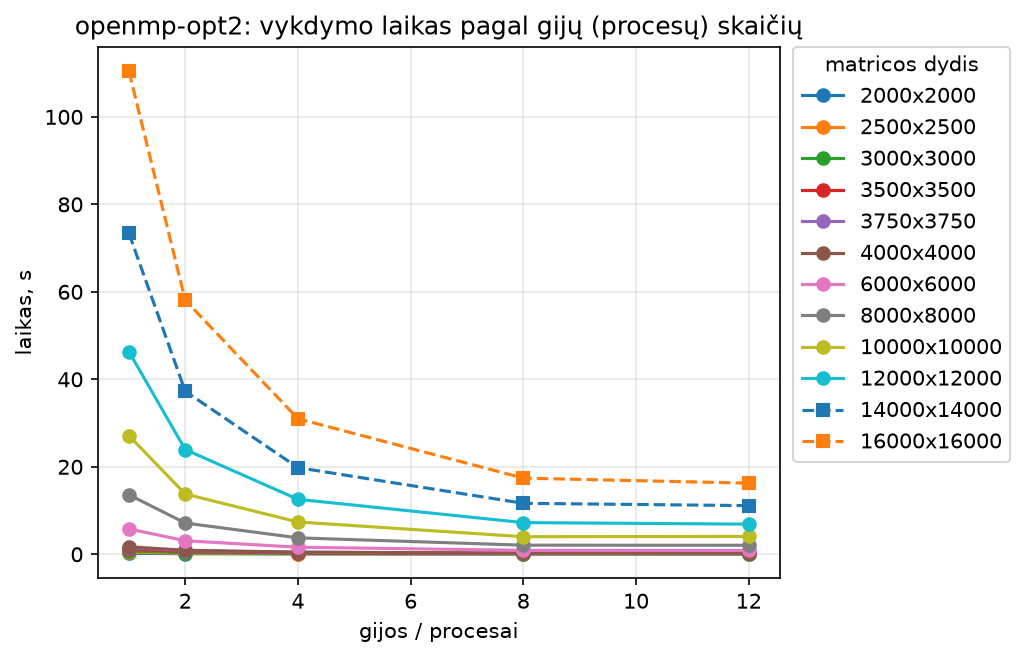 openmp-opt2: vykdymo laikas pagal gijų (procesų) skaičių
matricos dydis
2000x2000
2500x2500
3000x3000
3500x3500
3750x3750
4000x4000
6000x6000
8000x8000
10000x10000
12000x12000
14000x14000
16000x16000
laikas, s
100
80
60
40
20
0
2 4 6 8 10 12
gijos / procesai